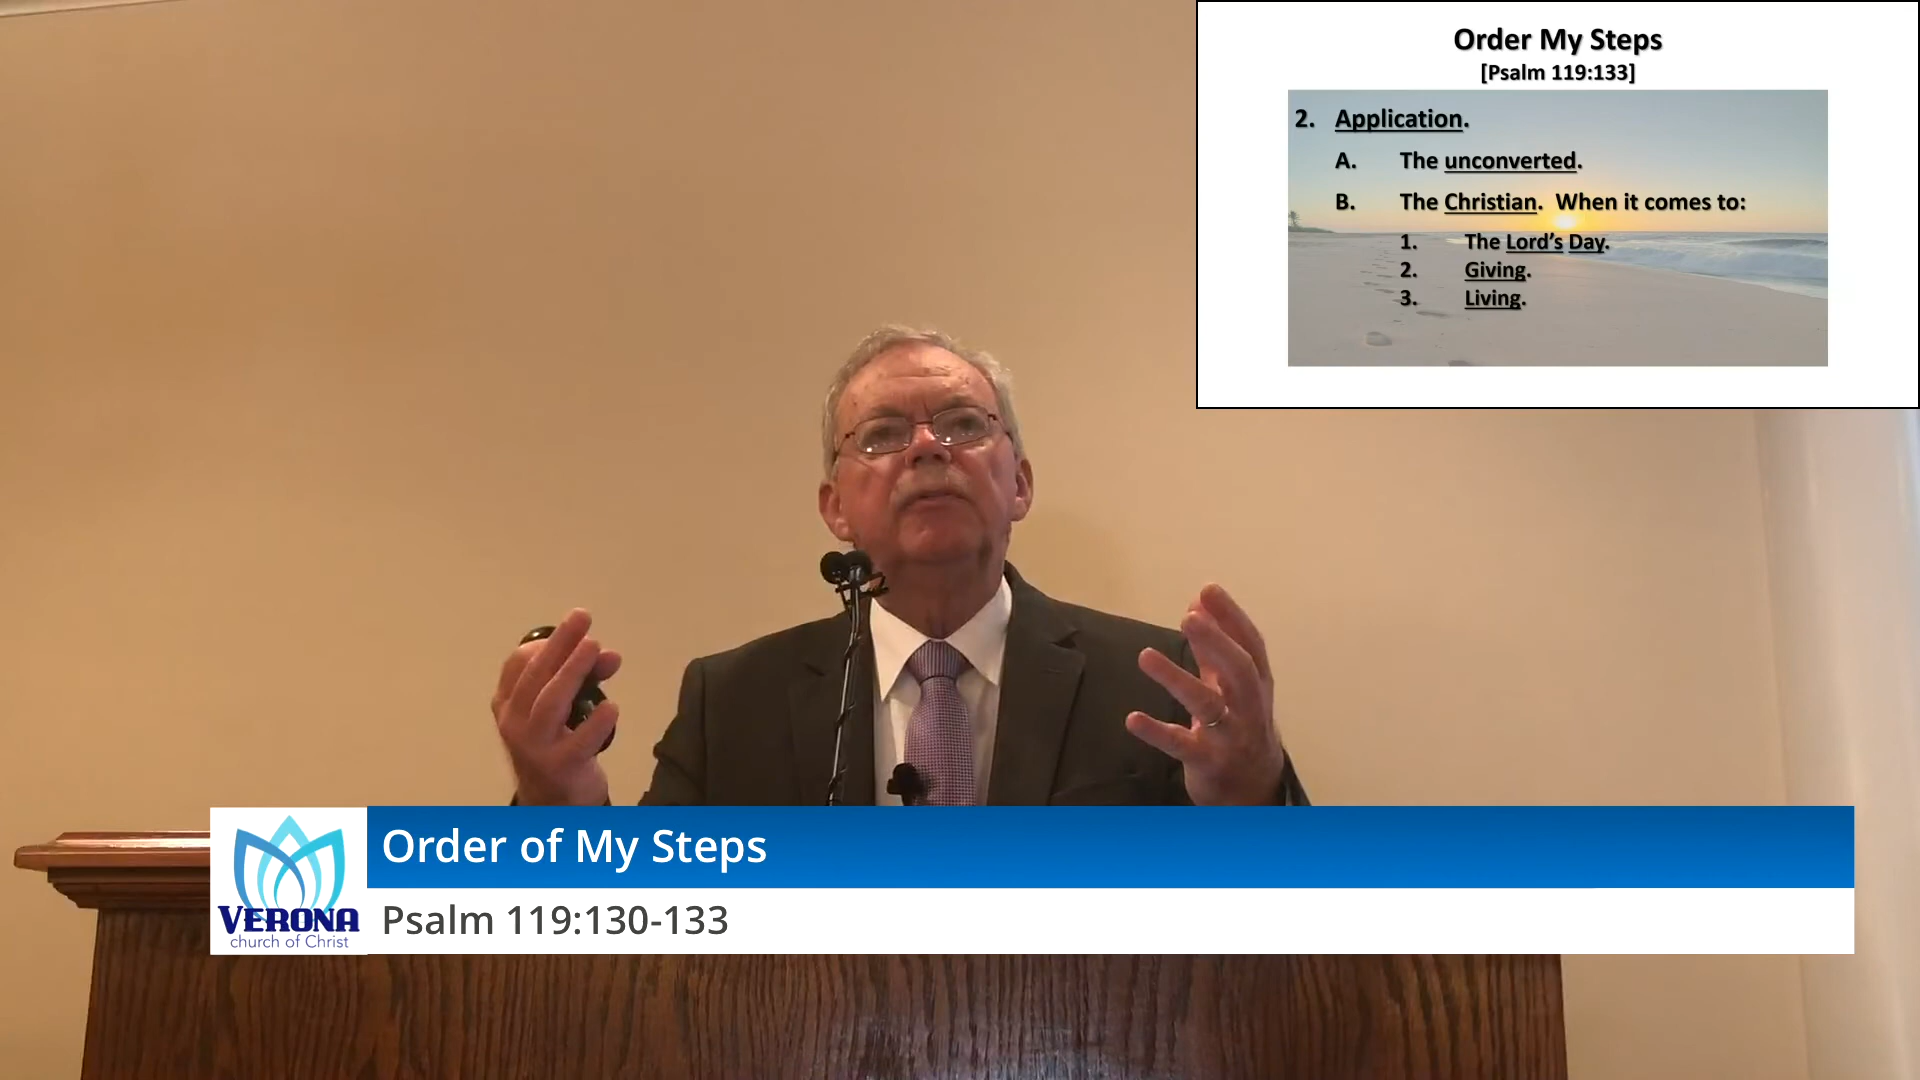 Order My Steps
[Psalm 119:133]
2. Application.
A. The unconverted.
B. The Christian. When it comes to:
1. The Lord's Day.
2. Giving.
3. Living.
Order of My Steps
VERONA
church of Christ
Psalm 119:130-133